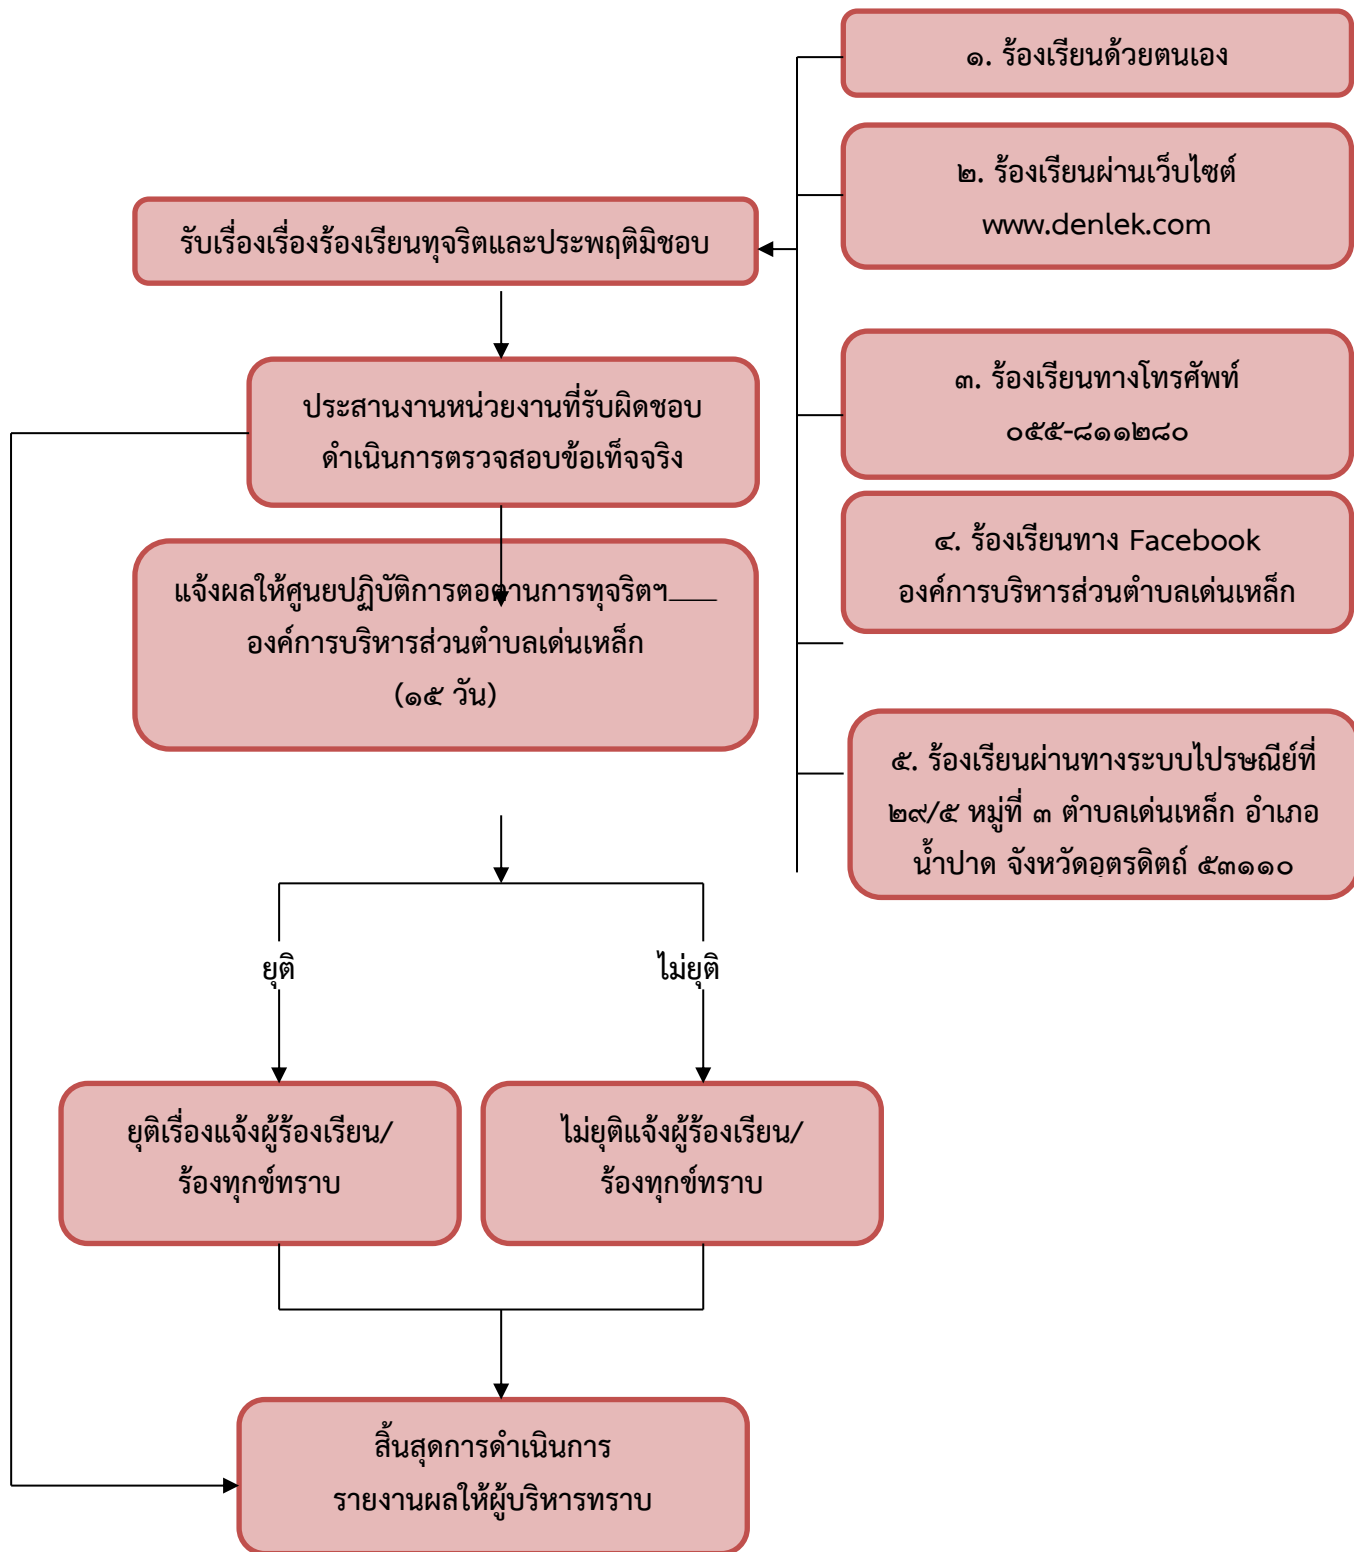 ๑. ร้องเรียนด้วยตนเอง
๒. ร้องเรียนผ่านเว็บไซต์
www.denlek.com
รับเรื่องเรื่องร้องเรียนทุจริตและประพฤติมิชอบ
๓. ร้องเรียนทางโทรศัพท์
๐๕๕-๘๑๑๒๘๐
ประสานงานหน่วยงานที่รับผิดชอบ
ดำเนินการตรวจสอบข้อเท็จจริง
๔. ร้องเรียนทาง Facebook
องค์การบริหารส่วนตำบลเด่นเหล็ก
แจ้งผลให้ศูนยปฏิบัติการตอตานการทุจริตฯ
องค์การบริหารส่วนตำบลเด่นเหล็ก
(๑๕ วัน)
๕. ร้องเรียนผ่านทางระบบไปรษณีย์ที่
๒๙/๕ หมู่ที่ ๓ ตำบลเด่นเหล็ก อำเภอ
น้ำปาด จังหวัดอุตรดิตถ์ ๕๓๑๑๐
ยุติ
ไม่ยุติ
ยุติเรื่องแจ้งผู้ร้องเรียน/
ร้องทุกข์ทราบ
ไม่ยุติแจ้งผู้ร้องเรียน/
ร้องทุกข์ทราบ
สิ้นสุดการดำเนินการ
รายงานผลให้ผู้บริหารทราบ